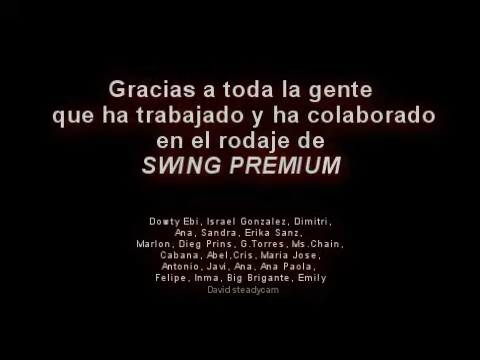 Gracias a toda la gente
que ha trabajado y ha colaborado
en el rodaje de
SWING PREMIUM
Dowty Ebi, Israel Gonzalez, Dimitri,
Ana, Sandra, Erika Sanz,
Marlon, Dieg Prins, G.Torres, Ms.Chain,
Cabana, Abel,Cris, Maria Jose,
Antonio, Javi, Ana, Ana Paola,
Felipe, Inma, Big Brigante, Emily
David steadycam